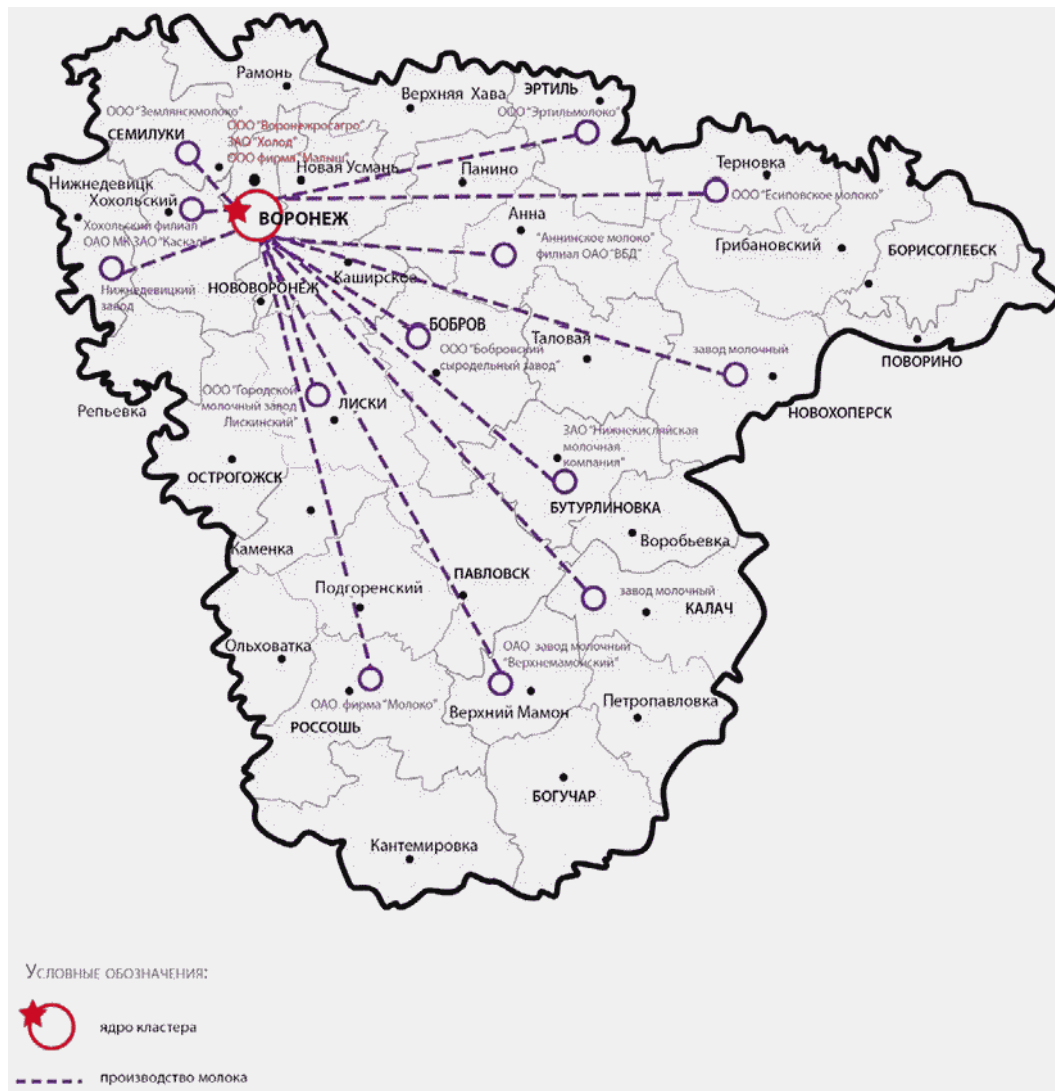 Рамонь
Верхняя Хава
ЭРТИЛЬ
ООО "Землянскмолоко"
ООО "Эртильмолоко"
СЕМИЛУКИ
ООО "Воронежросагро"
ЗАО "Холод"
ООО фирма "Малыш"
Новая Усмань
Панино
Терновка
ООО "Есиповское молоко"
Нижнедевицк
Хохольский
ВОРОНЕЖ
Анна
Хохольский филиал
ОАО МК ЗАО "Каскал"
"Аннинское молоко"
филиал ОАО "ВБД"
Грибановский
БОРИСОГЛЕБСК
Нижнедевицкий
завод
НОВОВОРОНЕЖ
Каширское
БОБРОВ
ООО "Бобровский
сыродельный завод"
Таловая
завод молочный
ПОВОРИНО
Репьевка
ООО "Городской
молочный завод
Лискинский"
ЛИСКИ
НОВОХОПЕРСК
ЗАО "Нижнекисляйская
молочная
компания"
ОСТРОГОЖСК
БУТУРЛИНОВКА
Воробьевка
Каменка
Подгоренский
ПАВЛОВСК
завод молочный
КАЛАЧ
Ольховатка
ОАО завод молочный
"Верхнемамонский"
ОАО фирма "Молоко"
РОССОШЬ
Верхний Мамон
Петропавловка
БОГУЧАР
Кантемировка
Условные обозначения:
ядро кластера
производство молока